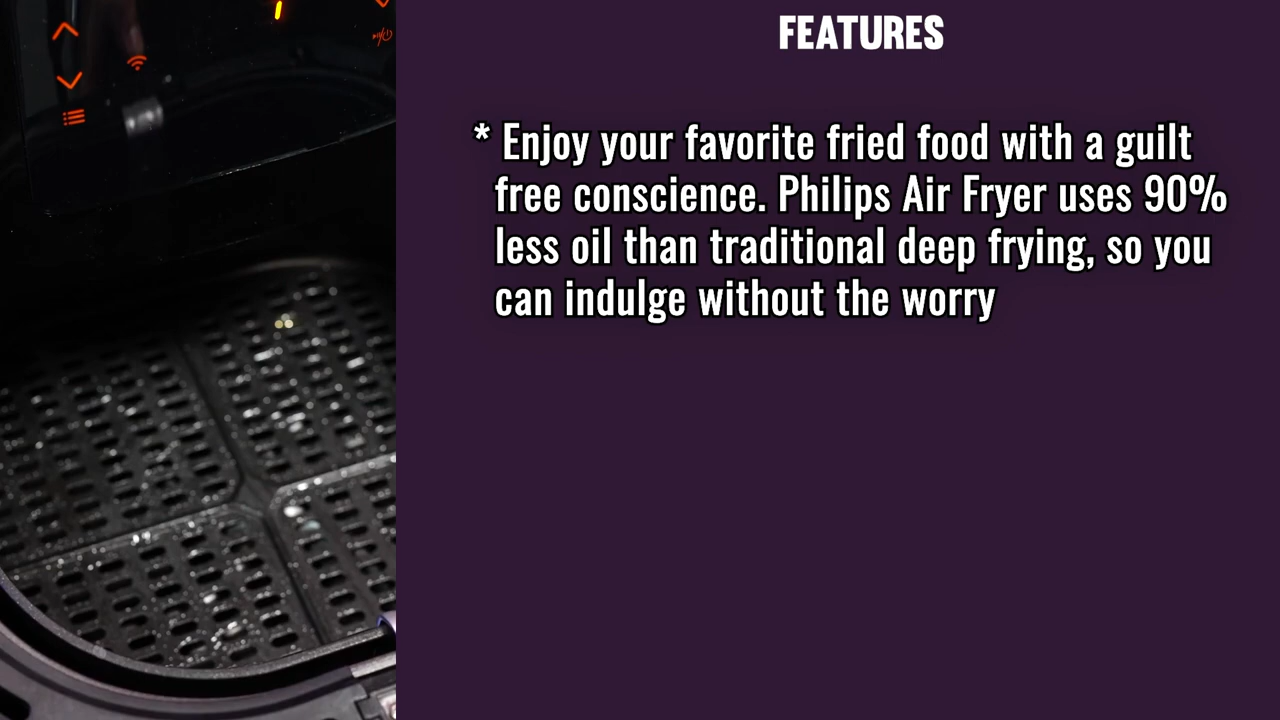 FEATURES
* Enjoy your favorite fried food with a guilt
free conscience. Philips Air Fryer uses 90%
less oil than traditional deep frying, so you
can indulge without the worry